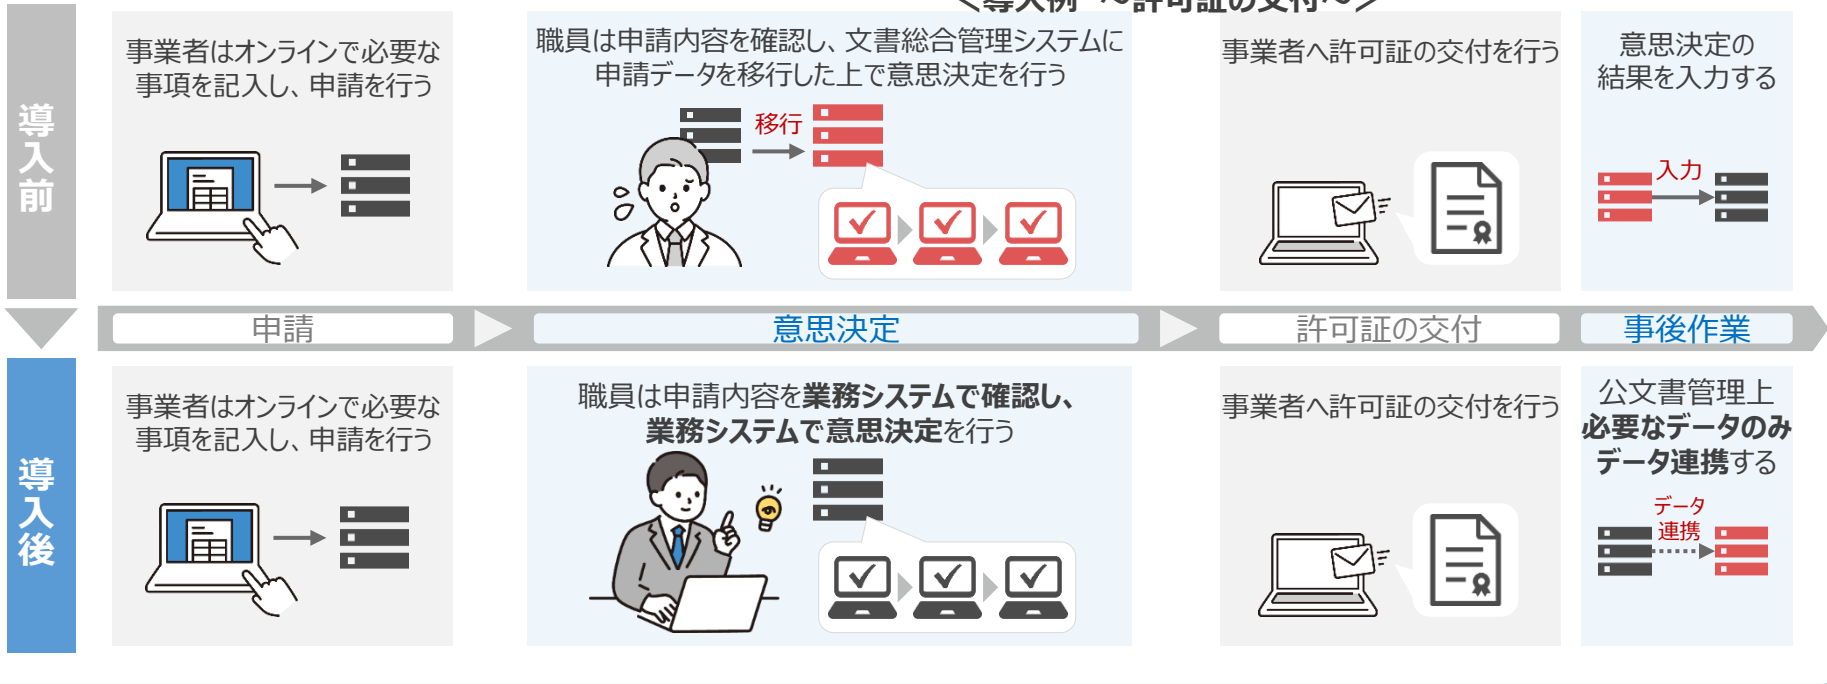 ＜導入例 ～許可証の交付～＞
導入前
事業者はオンラインで必要な
事項を記入し、申請を行う
職員は申請内容を確認し、文書総合管理システムに
申請データを移行した上で意思決定を行う
移行
事業者へ許可証の交付を行う
意思決定の
結果を入力する
入力
申請
意思決定
許可証の交付
事後作業
導入後
事業者はオンラインで必要な
事項を記入し、申請を行う
職員は申請内容を業務システムで確認し、
業務システムで意思決定を行う
事業者へ許可証の交付を行う
公文書管理上
必要なデータのみ
データ連携する
データ
連携